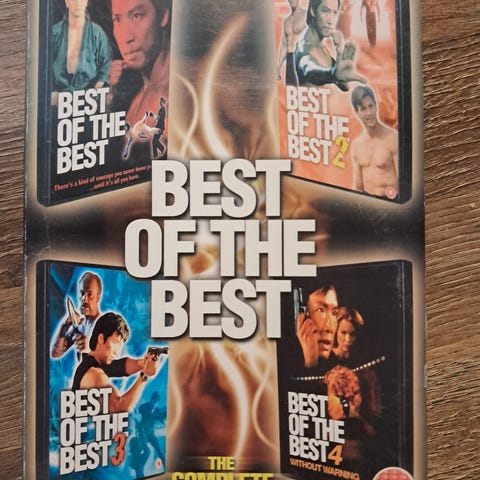 BEST
OF THE
BEST
There's a kind of courage you never know you
...until it's all you have.
BEST
OF THE
BEST 2
BEST
OF THE
BEST
BEST
OF THE
BEST 3
BEST
OF THE
BEST 4
WITHOUT WARNING
THE
COMPLETE